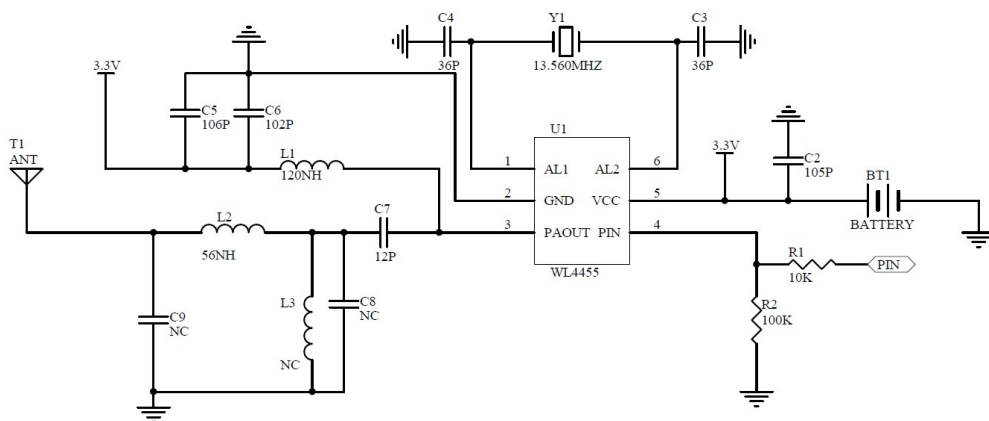 C4
36P
Y1
13.560MHZ
C3
36P
3.3V
C5
106P
C6
102P
L1
120NH
T1
ANT
U1
1
AL1
AL2
6
2
GND
VCC
5
3
PAOUT
PIN
4
WL4455
3.3V
C2
105P
BT1
BATTERY
L2
56NH
C7
12P
R1
10K
PIN
R2
100K
C9
NC
L3
NC
C8
NC